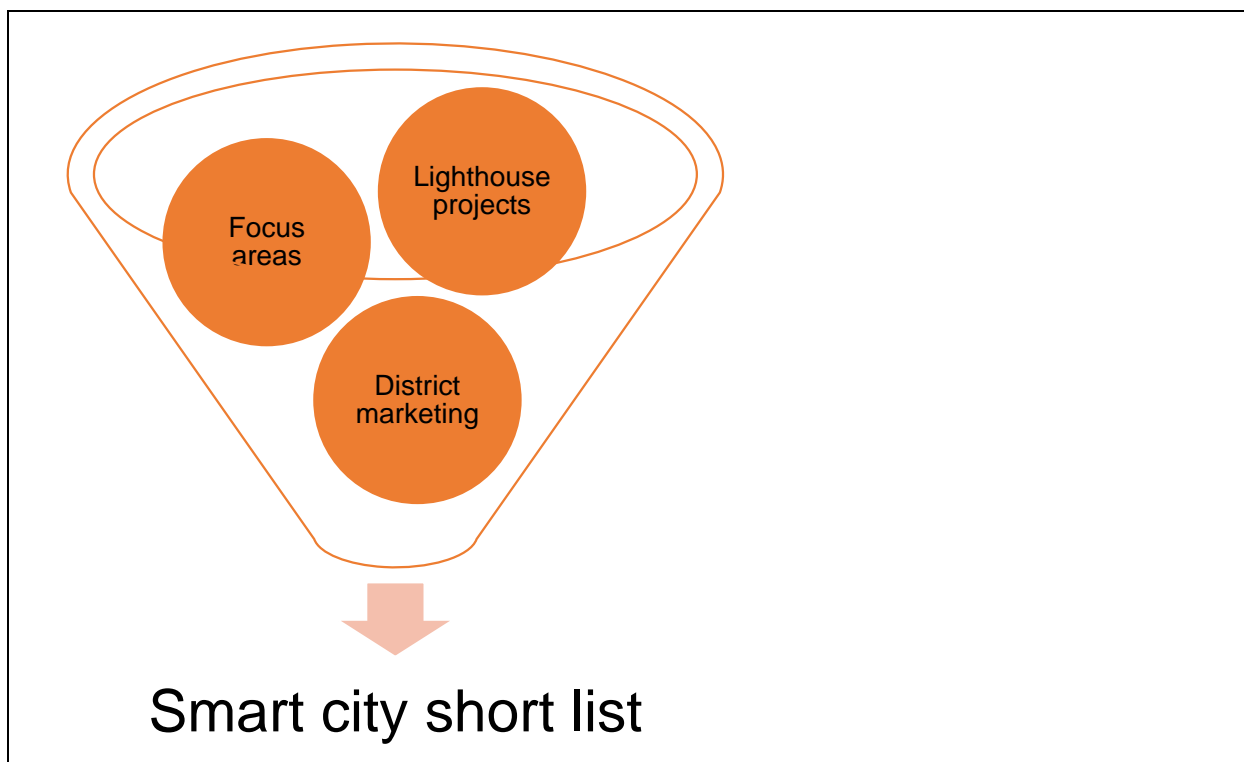 Lighthouse
projects
Focus
areas
District
marketing
Smart city short list